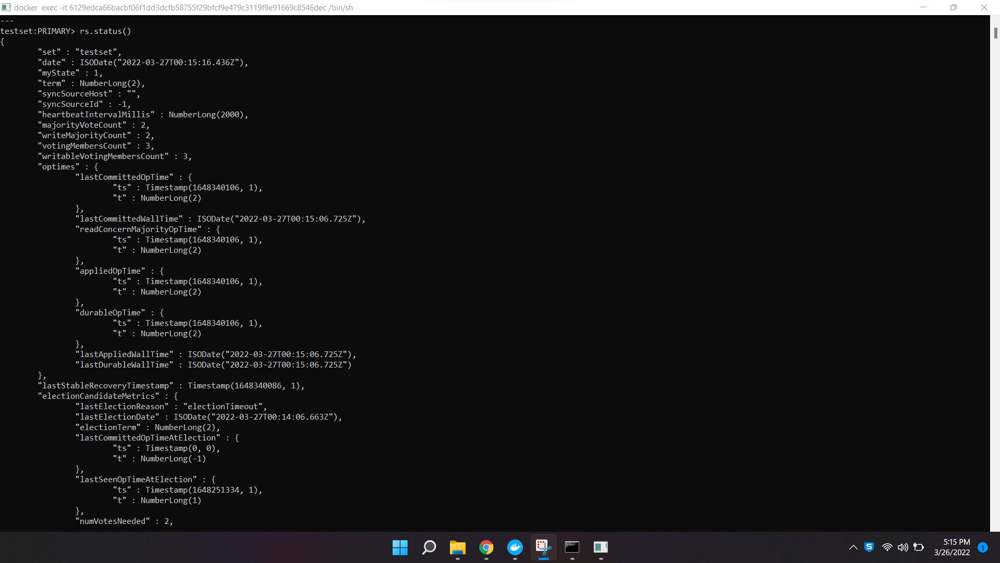 docker  exec -it 6129edca66bacbf06f1dd3dcfb58755f29bfcf9e479c3119f9e91669c8546dec /bin/sh
---
testset:PRIMARY> rs.status()
{
        "set" : "testset",
        "date" : ISODate("2022-03-27T00:15:16.436Z"),
        "myState" : 1,
        "term" : NumberLong(2),
        "syncSourceHost" : "",
        "syncSourceId" : -1,
        "heartbeatIntervalMillis" : NumberLong(2000),
        "majorityVoteCount" : 2,
        "writeMajorityCount" : 2,
        "votingMembersCount" : 3,
        "writableVotingMembersCount" : 3,
        "optimes" : {
                "lastCommittedOpTime" : {
                        "ts" : Timestamp(1648340106, 1),
                        "t" : NumberLong(2)
                },
                "lastCommittedWallTime" : ISODate("2022-03-27T00:15:06.725Z"),
                "readConcernMajorityOpTime" : {
                        "ts" : Timestamp(1648340106, 1),
                        "t" : NumberLong(2)
                },
                "appliedOpTime" : {
                        "ts" : Timestamp(1648340106, 1),
                        "t" : NumberLong(2)
                },
                "durableOpTime" : {
                        "ts" : Timestamp(1648340106, 1),
                        "t" : NumberLong(2)
                },
                "lastAppliedWallTime" : ISODate("2022-03-27T00:15:06.725Z"),
                "lastDurableWallTime" : ISODate("2022-03-27T00:15:06.725Z")
        },
        "lastStableRecoveryTimestamp" : Timestamp(1648340086, 1),
        "electionCandidateMetrics" : {
                "lastElectionReason" : "electionTimeout",
                "lastElectionDate" : ISODate("2022-03-27T00:14:06.663Z"),
                "electionTerm" : NumberLong(2),
                "lastCommittedOpTimeAtElection" : {
                        "ts" : Timestamp(0, 0),
                        "t" : NumberLong(-1)
                },
                "lastSeenOpTimeAtElection" : {
                        "ts" : Timestamp(1648251334, 1),
                        "t" : NumberLong(1)
                },
                "numVotesNeeded" : 2,
S
5:15 PM
3/26/2022
1